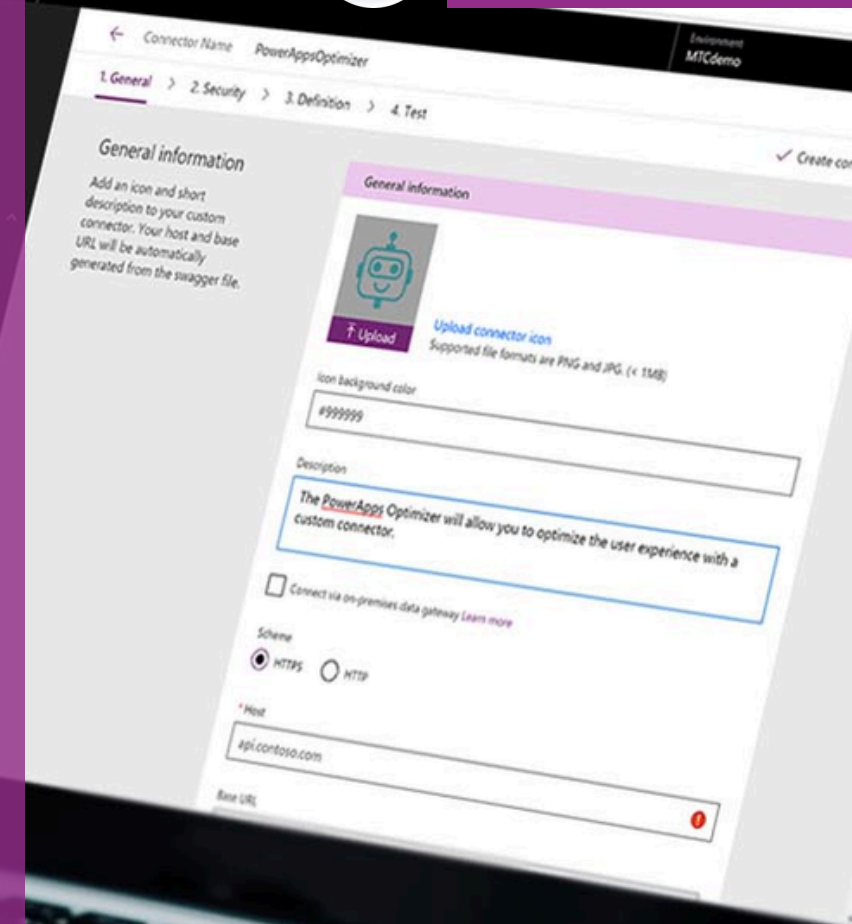 Environment
MTCdemo
Connector Name PowerAppsOptimizer
1. General > 2. Security > 3. Definition > 4. Test
Create con
General information
Add an icon and short
description to your custom
connector. Your host and base
URL will be automatically
generated from the swagger file.
General information
Upload
Upload connector icon
Supported file formats are PNG and JPG. (< 1MB)
Icon background color
#999999
Description
The PowerApps Optimizer will allow you to optimize the user experience with a
custom connector.
Connect via on-premises data gateway Learn more
Scheme
HTTPS HTTP
* Host
api.contoso.com
Base URL